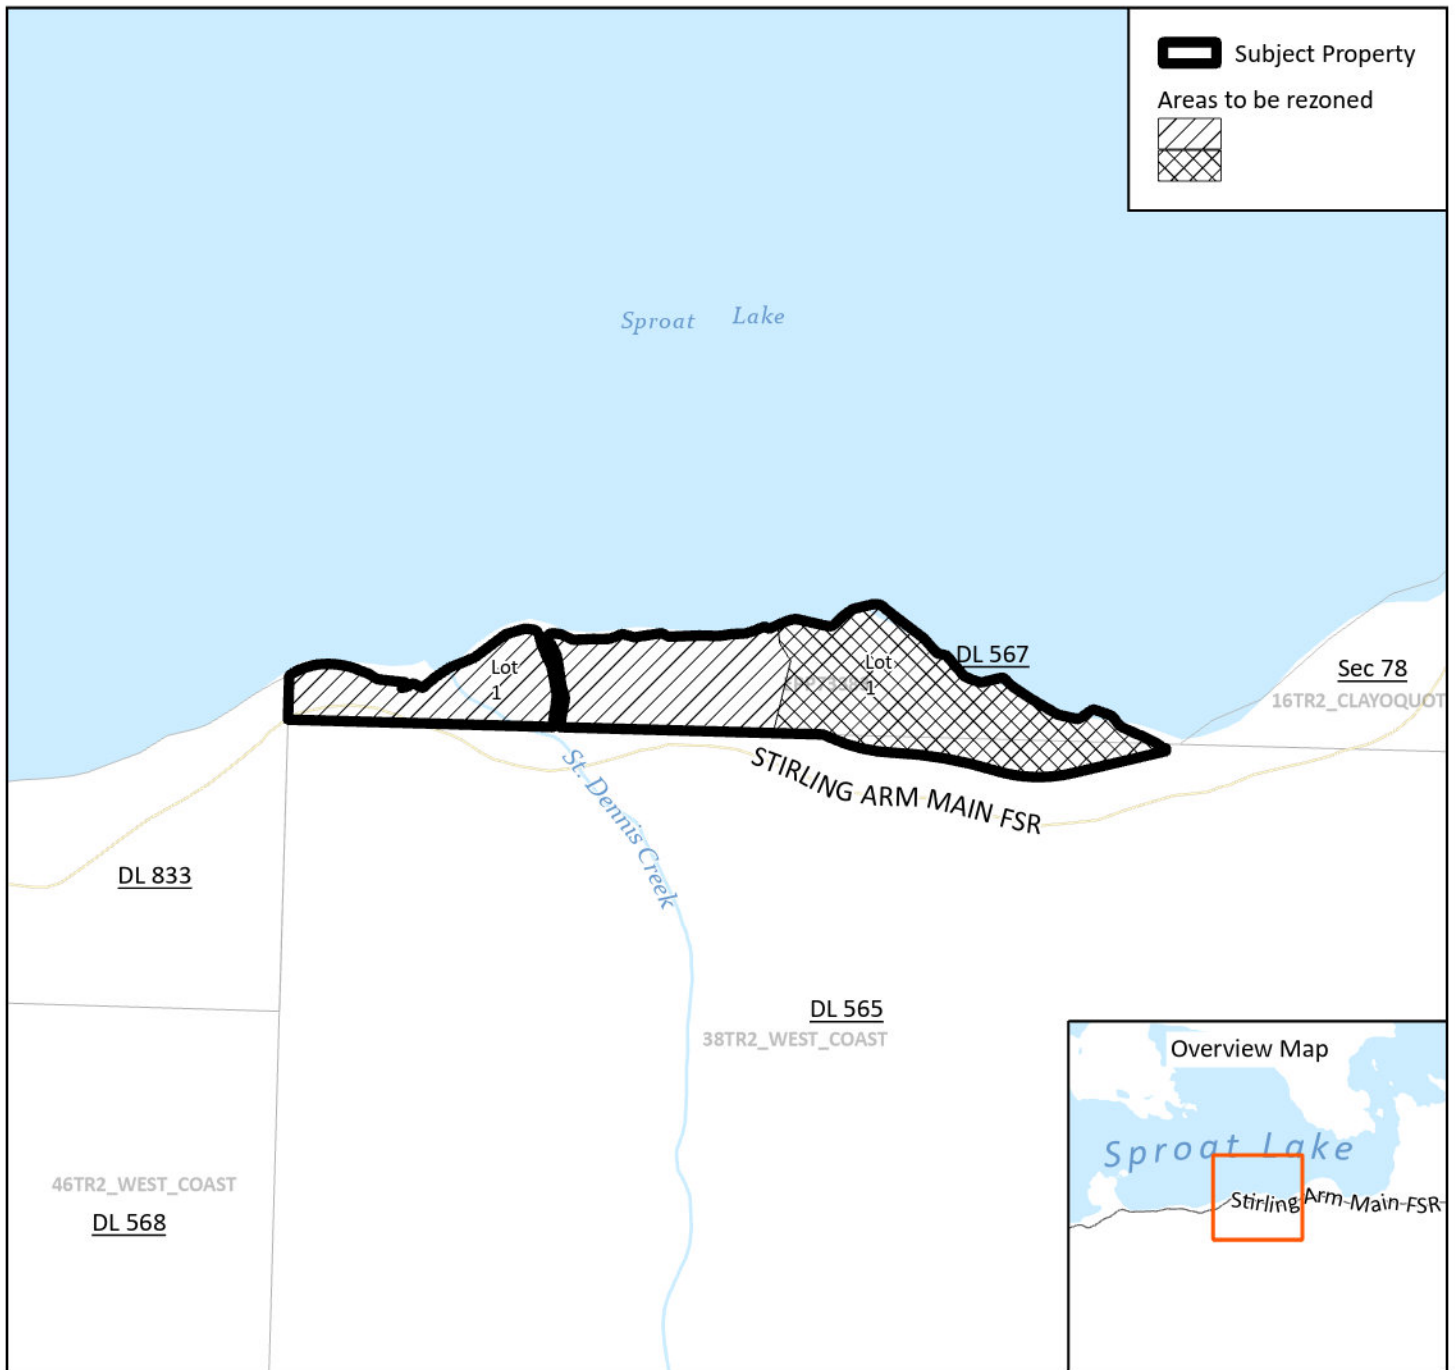 Subject Property
Areas to be rezoned
Sproat Lake
Lot
1
Lot
1
DL 567
Sec 78
16TR2_CLAYOQUOT
STIRLING ARM MAIN FSR
St. Dennis Creek
DL 833
DL 565
38TR2_WEST_COAST
46TR2_WEST_COAST
DL 568
Overview Map
Sproat Lake
Stirling Arm Main FSR